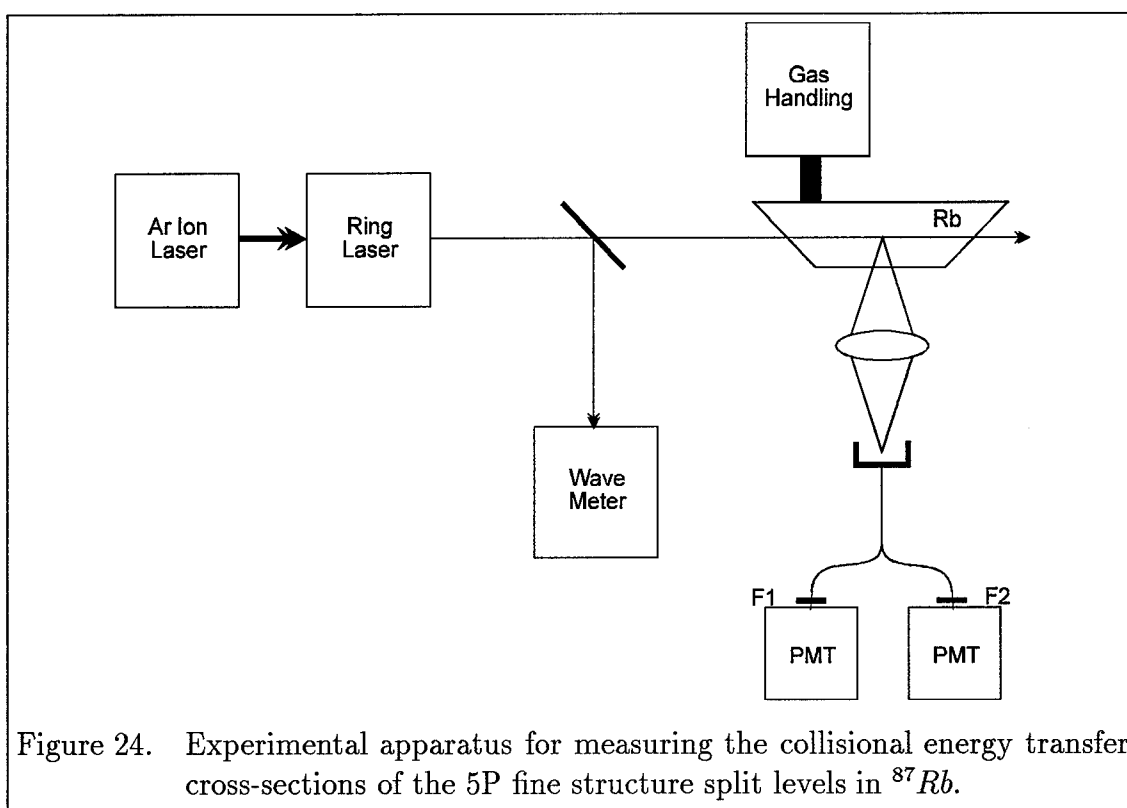 Gas
Handling
Ar Ion
Laser
Ring
Laser
Rb
Wave
Meter
F1
F2
PMT
PMT
Figure 24. Experimental apparatus for measuring the collisional energy transfer
cross-sections of the 5P fine structure split levels in ⁸⁷Rb.